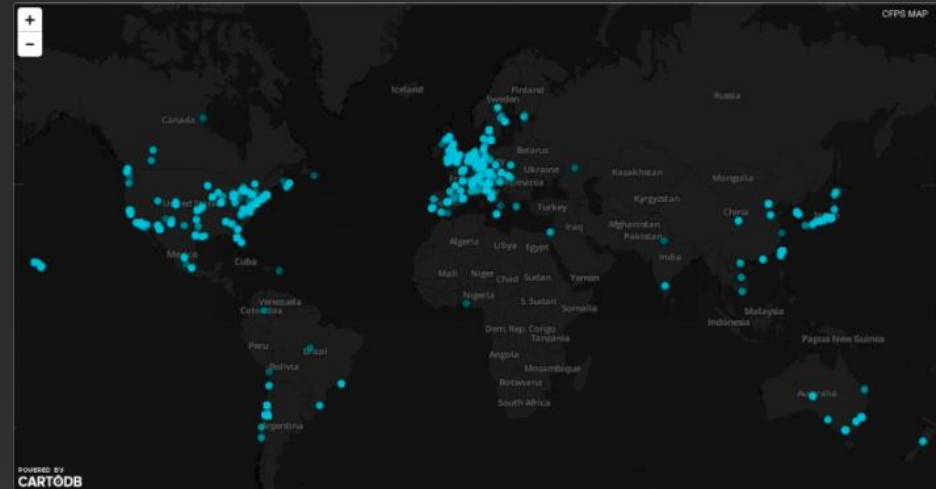 +
CFPS MAP
−
Iceland
Finland
Sweden
Russia
Canada
Belarus
Ukraine
Kazakhstan
Mongolia
Romania
Kyrgyzstan
United
Turkey
China
Afghanistan
Iraq
Pakistan
Algeria
Libya
Egypt
Mexico
Cuba
India
Mali
Niger
Chad
Sudan
Yemen
Nigeria
S. Sudan
Somalia
Venezuela
Colombia
Malaysia
Indonesia
Dem. Rep. Congo
Tanzania
Papua New Guinea
Peru
Brazil
Angola
Bolivia
Mozambique
Botswana
Australia
South Africa
Argentina
POWERED BY
CARTODB